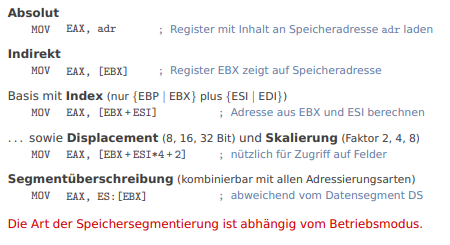 Absolut
MOV EAX, adr ; Register mit Inhalt an Speicheradresse adr laden
Indirekt
MOV EAX, [EBX] ; Register EBX zeigt auf Speicheradresse
Basis mit Index (nur {EBP | EBX} plus {ESI | EDI})
MOV EAX, [EBX+ESI] ; Adresse aus EBX und ESI berechnen
... sowie Displacement (8, 16, 32 Bit) und Skalierung (Faktor 2, 4, 8)
MOV EAX, [EBX+ESI*4+2] ; nützlich für Zugriff auf Felder
Segmentüberschreibung (kombinierbar mit allen Adressierungsarten)
MOV EAX, ES:[EBX] ; abweichend vom Datensegment DS
Die Art der Speichersegmentierung ist abhängig vom Betriebsmodus.